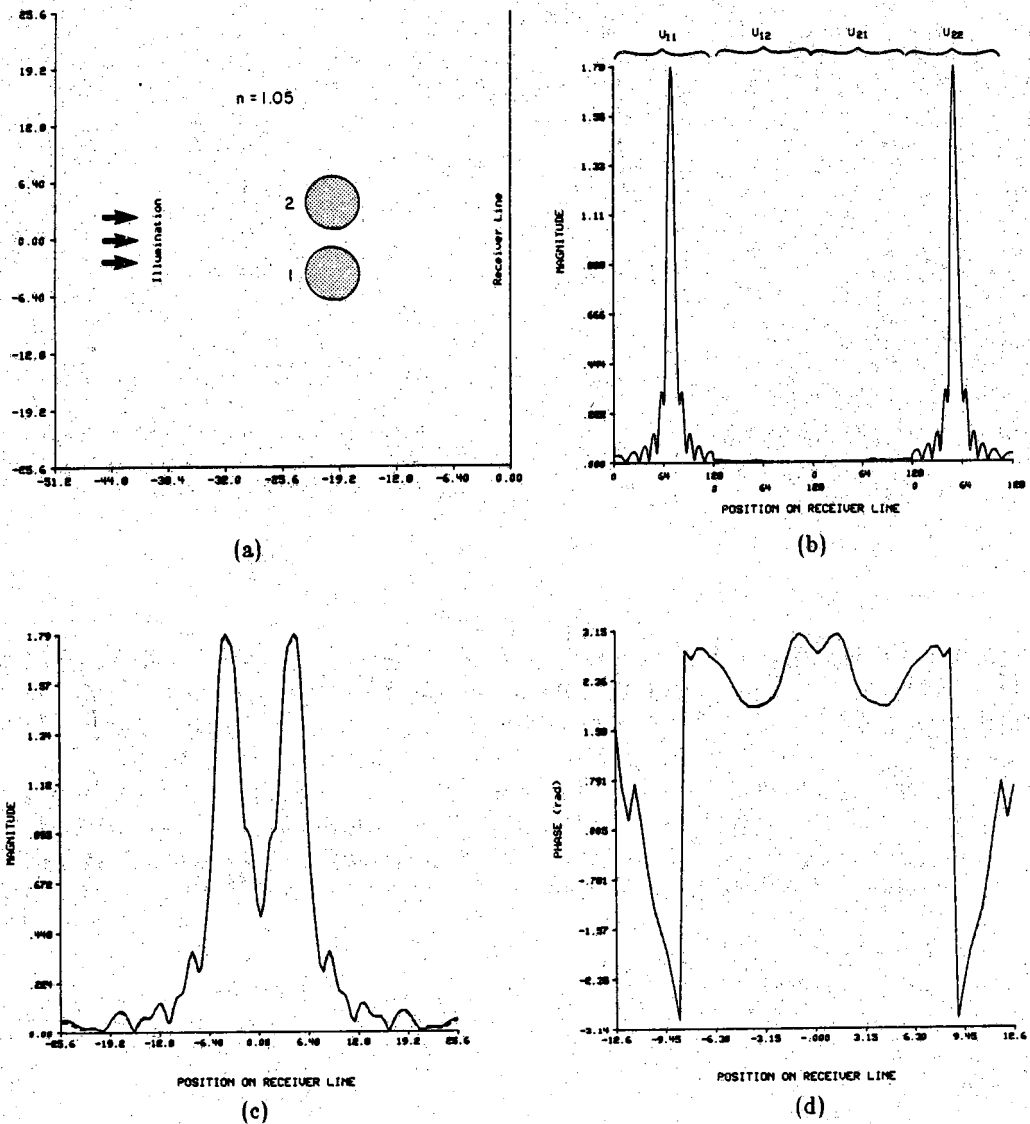 25.6
19.2
12.8
6.40
0.00
-6.40
-12.8
-19.2
-25.6
-51.2 -44.8 -38.4 -32.0 -25.6 -19.2 -12.8 -6.40 0.00
n = 1.05
2
1
Illumination
Receiver Line
(a)
U11 U12 U21 U22
1.78
1.55
1.33
1.11
.888
.666
.444
.222
.000
MAGNITUDE
0 64 128 0 64 128
0 64 128 0 64 128
POSITION ON RECEIVER LINE
(b)
1.79
1.57
1.34
1.12
.895
.672
.448
.224
0.00
MAGNITUDE
-25.6 -19.2 -12.8 -6.40 0.00 6.40 12.8 19.2 25.6
POSITION ON RECEIVER LINE
(c)
3.15
2.36
1.58
.791
.005
-.781
-1.57
-2.35
-3.14
PHASE (rad)
-12.6 -9.45 -6.30 -3.15 -.000 3.15 6.30 9.45 12.6
POSITION ON RECEIVER LINE
(d)